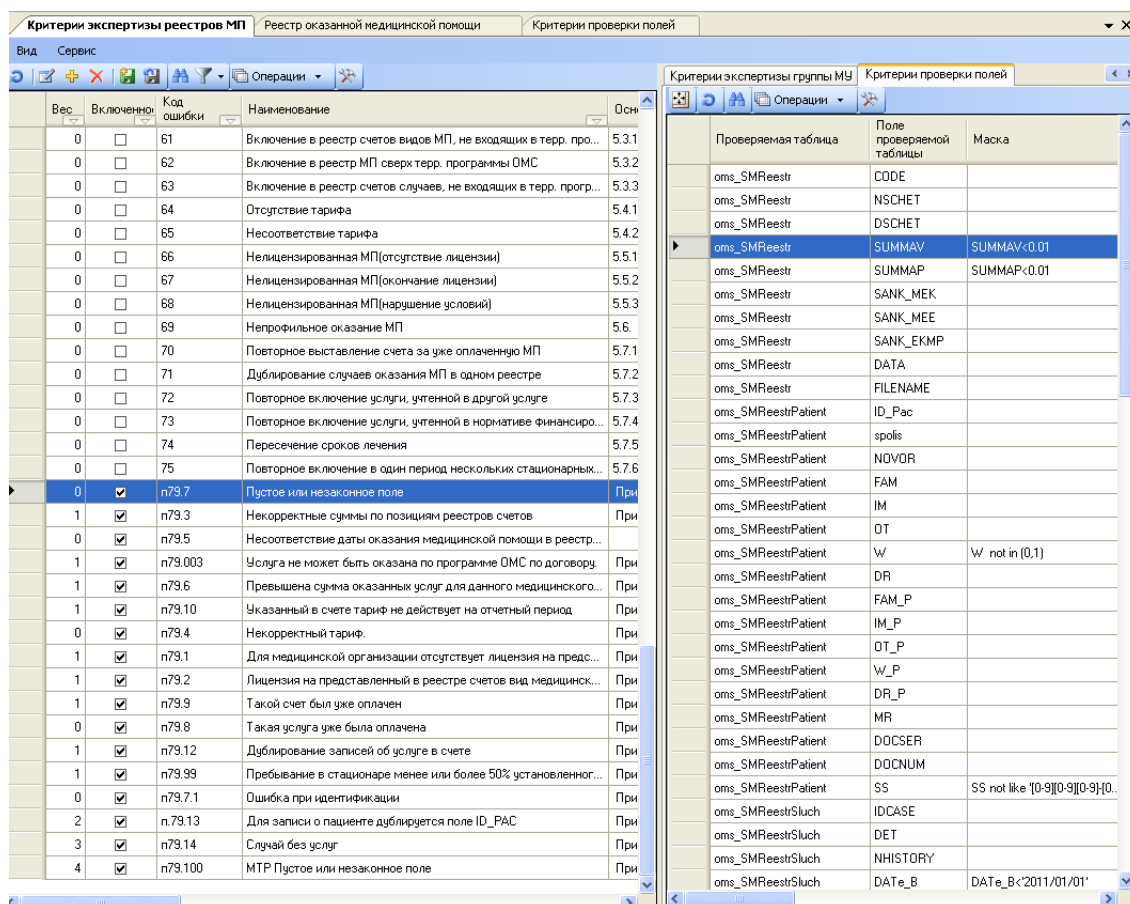 Критерии экспертизы реестров МП Реестр оказанной медицинской помощи Критерии проверки полей
Вид Сервис
Операции
Вес Включенно Код ошибки Наименование Осн
0 61 Включение в реестр счетов видов МП, не входящих в терр. про... 5.3.1
0 62 Включение в реестр МП сверх терр. программы ОМС 5.3.2
0 63 Включение в реестр счетов случаев, не входящих в терр. прогр... 5.3.3
0 64 Отсутствие тарифа 5.4.1
0 65 Несоответствие тарифа 5.4.2
0 66 Нелицензированная МП(отсутствие лицензии) 5.5.1
0 67 Нелицензированная МП(окончание лицензии) 5.5.2
0 68 Нелицензированная МП(нарушение условий) 5.5.3
0 69 Непрофильное оказание МП 5.6.
0 70 Повторное выставление счета за уже оплаченную МП 5.7.1
0 71 Дублирование случаев оказания МП в одном реестре 5.7.2
0 72 Повторное включение услуги, учтенной в другой услуге 5.7.3
0 73 Повторное включение услуги, учтенной в нормативе финансиро... 5.7.4
0 74 Пересечение сроков лечения 5.7.5
0 75 Повторное включение в один период нескольких стационарных... 5.7.6
0 п79.7 Пустое или незаконное поле При
1 п79.3 Некорректные суммы по позициям реестров счетов При
0 п79.5 Несоответствие даты оказания медицинской помощи в реестр...
1 п79.003 Услуга не может быть оказана по программе ОМС по договору. При
1 п79.6 Превышена сумма оказанных услуг для данного медицинского... При
1 п79.10 Указанный в счете тариф не действует на отчетный период При
0 п79.4 Некорректный тариф. При
1 п79.1 Для медицинской организации отсутствует лицензия на предс... При
1 п79.2 Лицензия на представленный в реестре счетов вид медицинск... При
1 п79.9 Такой счет был уже оплачен При
0 п79.8 Такая услуга уже была оплачена При
1 п79.12 Дублирование записей об услуге в счете При
1 п79.99 Пребывание в стационаре менее или более 50% установленног... При
0 п79.7.1 Ошибка при идентификации При
2 п.79.13 Для записи о пациенте дублируется поле ID_PAC При
3 п79.14 Случай без услуг При
4 п79.100 МТР Пустое или незаконное поле При
Критерии экспертизы группы МУ Критерии проверки полей
Операции
Проверяемая таблица Поле проверяемой таблицы Маска
oms_SMReestr CODE
oms_SMReestr NSCHET
oms_SMReestr DSCHET
oms_SMReestr SUMMAV SUMMAV<0.01
oms_SMReestr SUMMAP SUMMAP<0.01
oms_SMReestr SANK_MEK
oms_SMReestr SANK_MEE
oms_SMReestr SANK_EKMP
oms_SMReestr DATA
oms_SMReestr FILENAME
oms_SMReestrPatient ID_Pac
oms_SMReestrPatient spolis
oms_SMReestrPatient NOVOR
oms_SMReestrPatient FAM
oms_SMReestrPatient IM
oms_SMReestrPatient OT
oms_SMReestrPatient W W not in (0,1)
oms_SMReestrPatient DR
oms_SMReestrPatient FAM_P
oms_SMReestrPatient IM_P
oms_SMReestrPatient OT_P
oms_SMReestrPatient W_P
oms_SMReestrPatient DR_P
oms_SMReestrPatient MR
oms_SMReestrPatient DOCSER
oms_SMReestrPatient DOCNUM
oms_SMReestrPatient SS SS not like '[0-9][0-9][0-9]-[0...
oms_SMReestrSluch IDCASE
oms_SMReestrSluch DET
oms_SMReestrSluch NHISTORY
oms_SMReestrSluch DATe_B DATe_B<'2011/01/01'